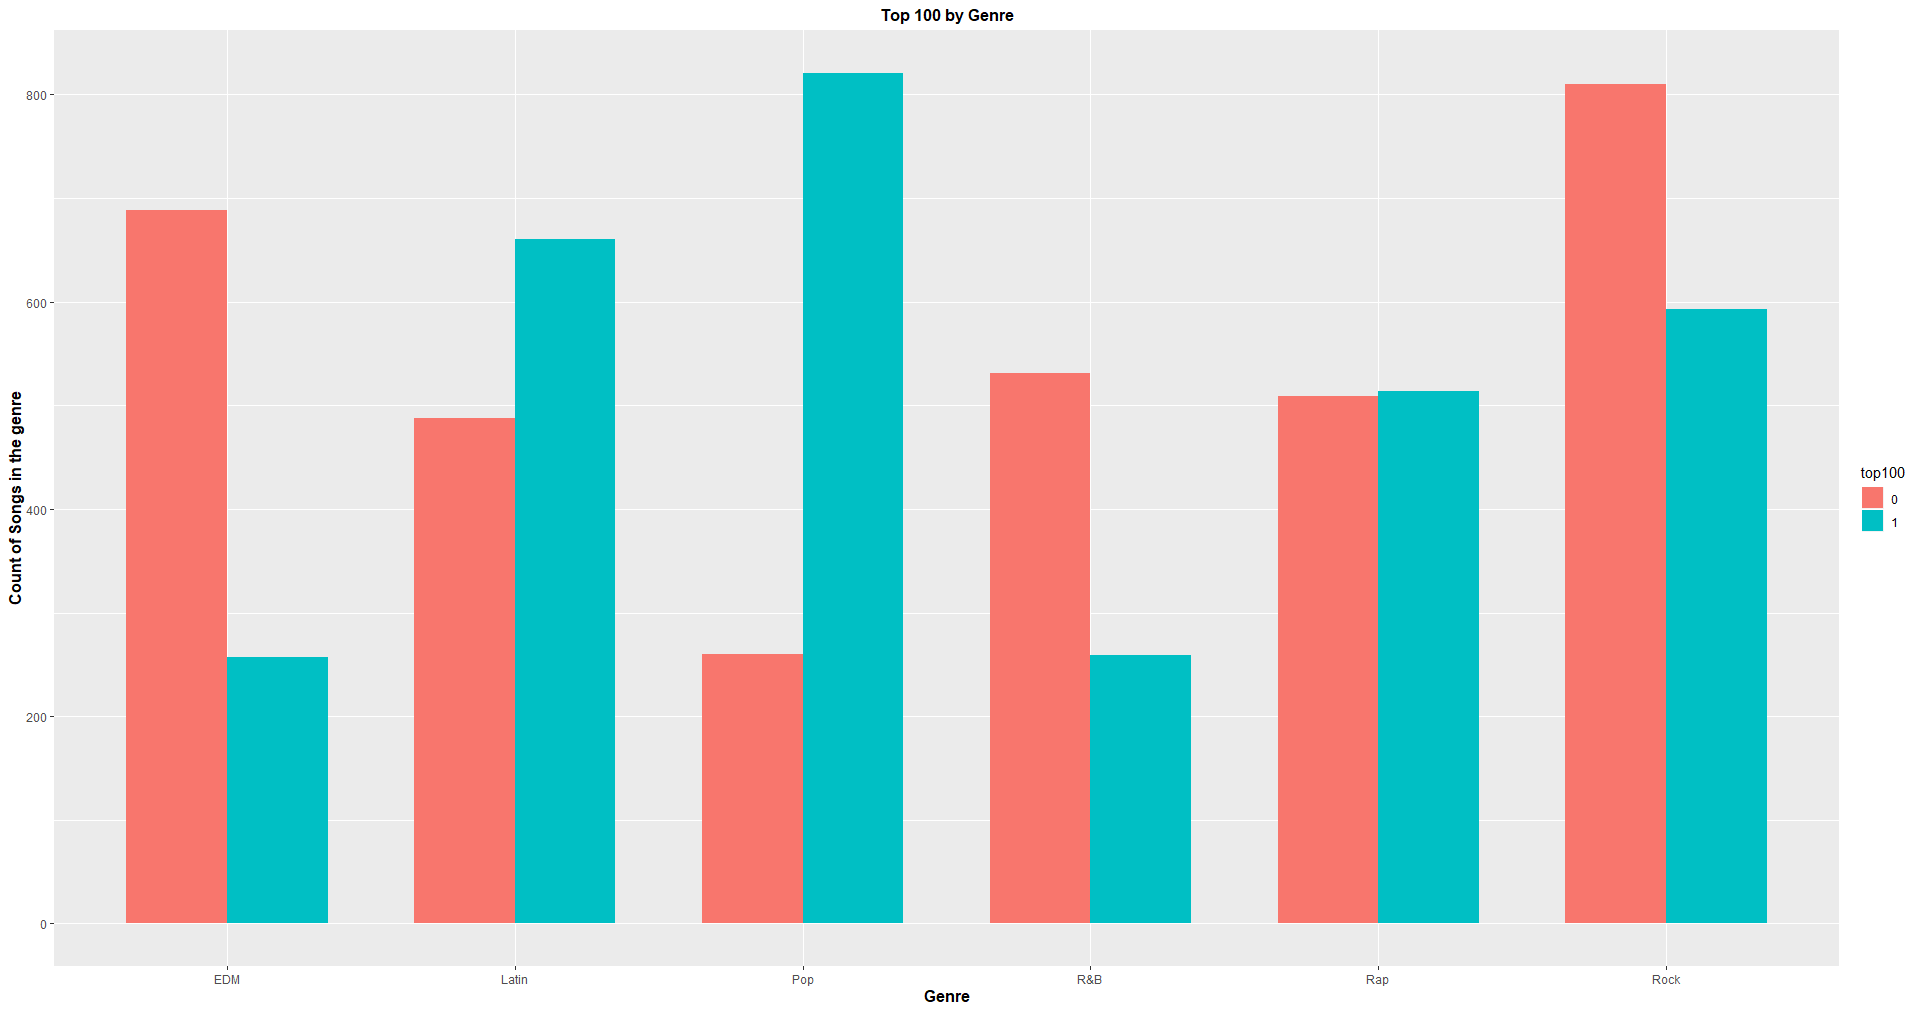 Top 100 by Genre
Count of Songs in the genre
800
600
400
200
0
EDM
Latin
Pop
R&B
Rap
Rock
Genre
top100
0
1